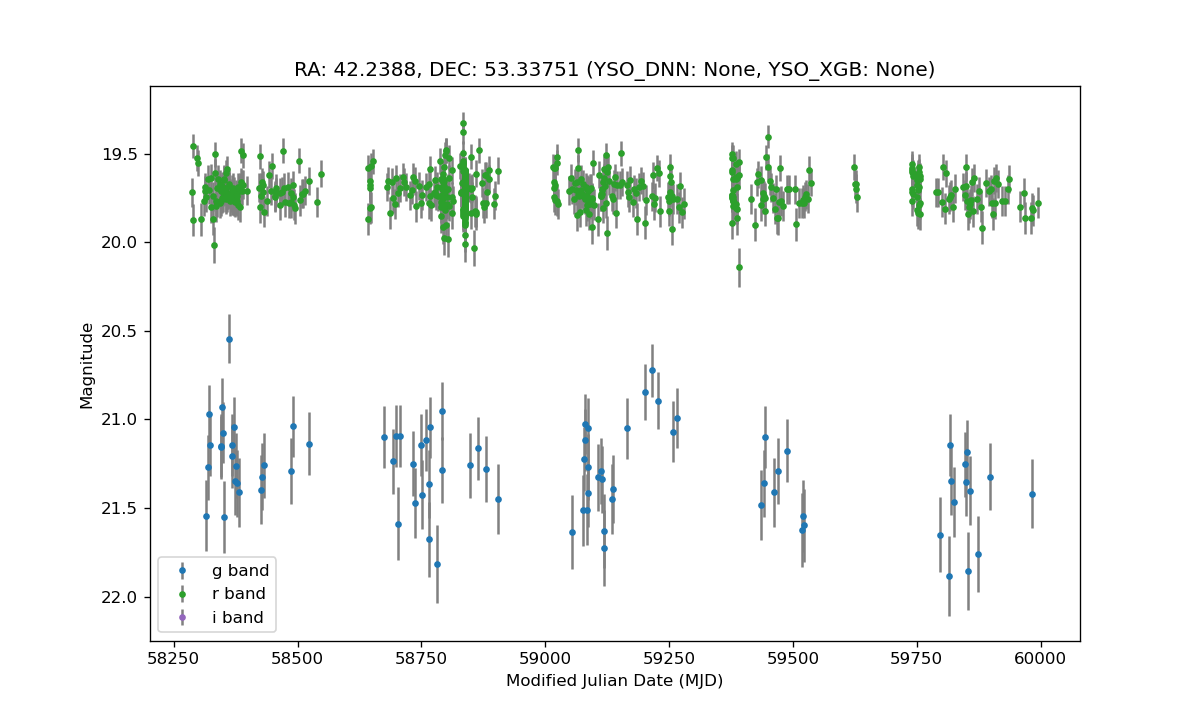 RA: 42.2388, DEC: 53.33751 (YSO_DNN: None, YSO_XGB: None)
19.5
20.0
20.5
21.0
21.5
22.0
Magnitude
g band
r band
i band
58250 58500 58750 59000 59250 59500 59750 60000
Modified Julian Date (MJD)